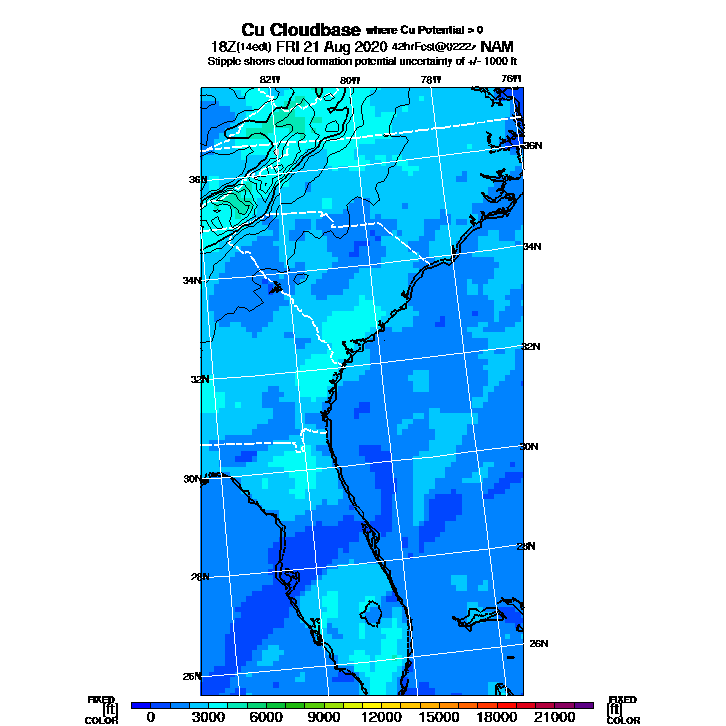 Cu Cloudbase where Cu Potential > 0
18Z(14edt) FRI 21 Aug 2020 42hrFcst@0222z NAM
Stipple shows cloud formation potential uncertainty of +/- 1000 ft
82W 80W 78W 76W
36N
36N
34N
34N
32N
32N
30N
30N
28N
28N
26N
26N
FIXED [ft] COLOR
0 3000 6000 9000 12000 15000 18000 21000
FIXED [ft] COLOR